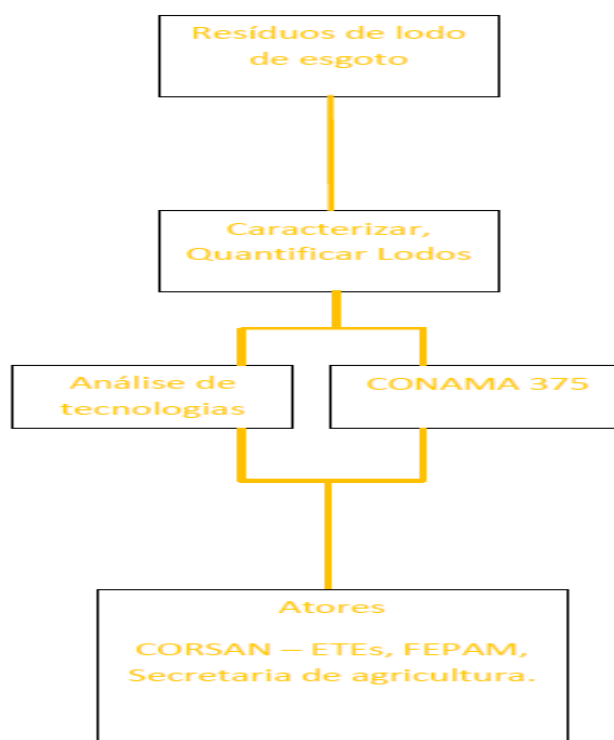 Resíduos de lodo
de esgoto
Caracterizar,
Quantificar Lodos
Análise de
tecnologias
CONAMA 375
Atores
CORSAN – ETEs, FEPAM,
Secretaria de agricultura.